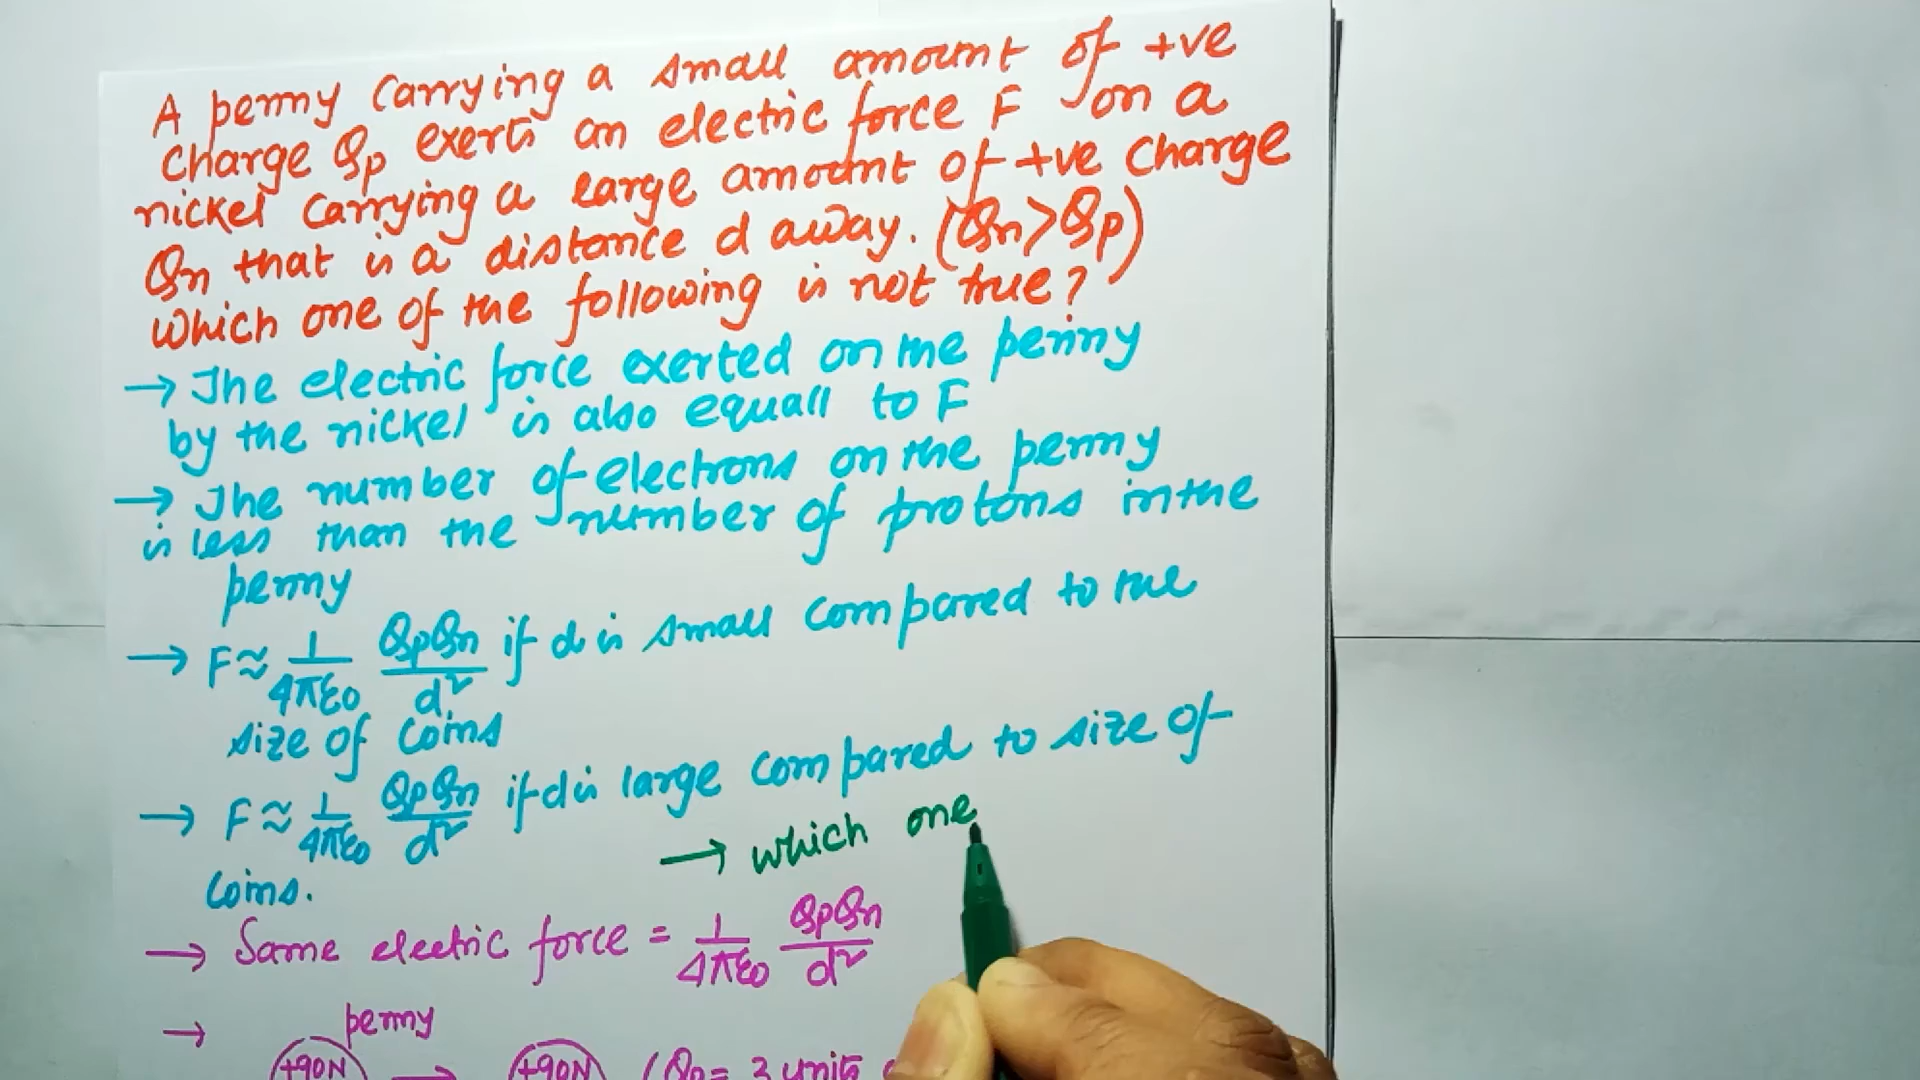 A penny carrying a small amount of +ve
charge Qp exerts an electric force F on a
nickel carrying a large amount of +ve charge
Qn that is a distance d away. (Qn>Qp)
which one of the following is not true?
→ The electric force exerted on the penny
by the nickel is also equall to F
→ The number of electrons on the penny
is less than the number of protons in the
penny
→ F≈ 1/4πε0 QpQn/d² if d is small compared to the
size of coins
→ F≈ 1/4πε0 QpQn/d² if d is large compared to size of
coins.
→ which one
→ Same electric force = 1/4πε0 QpQn/d²
→ penny
+90N → +90N (Qp= 3 units